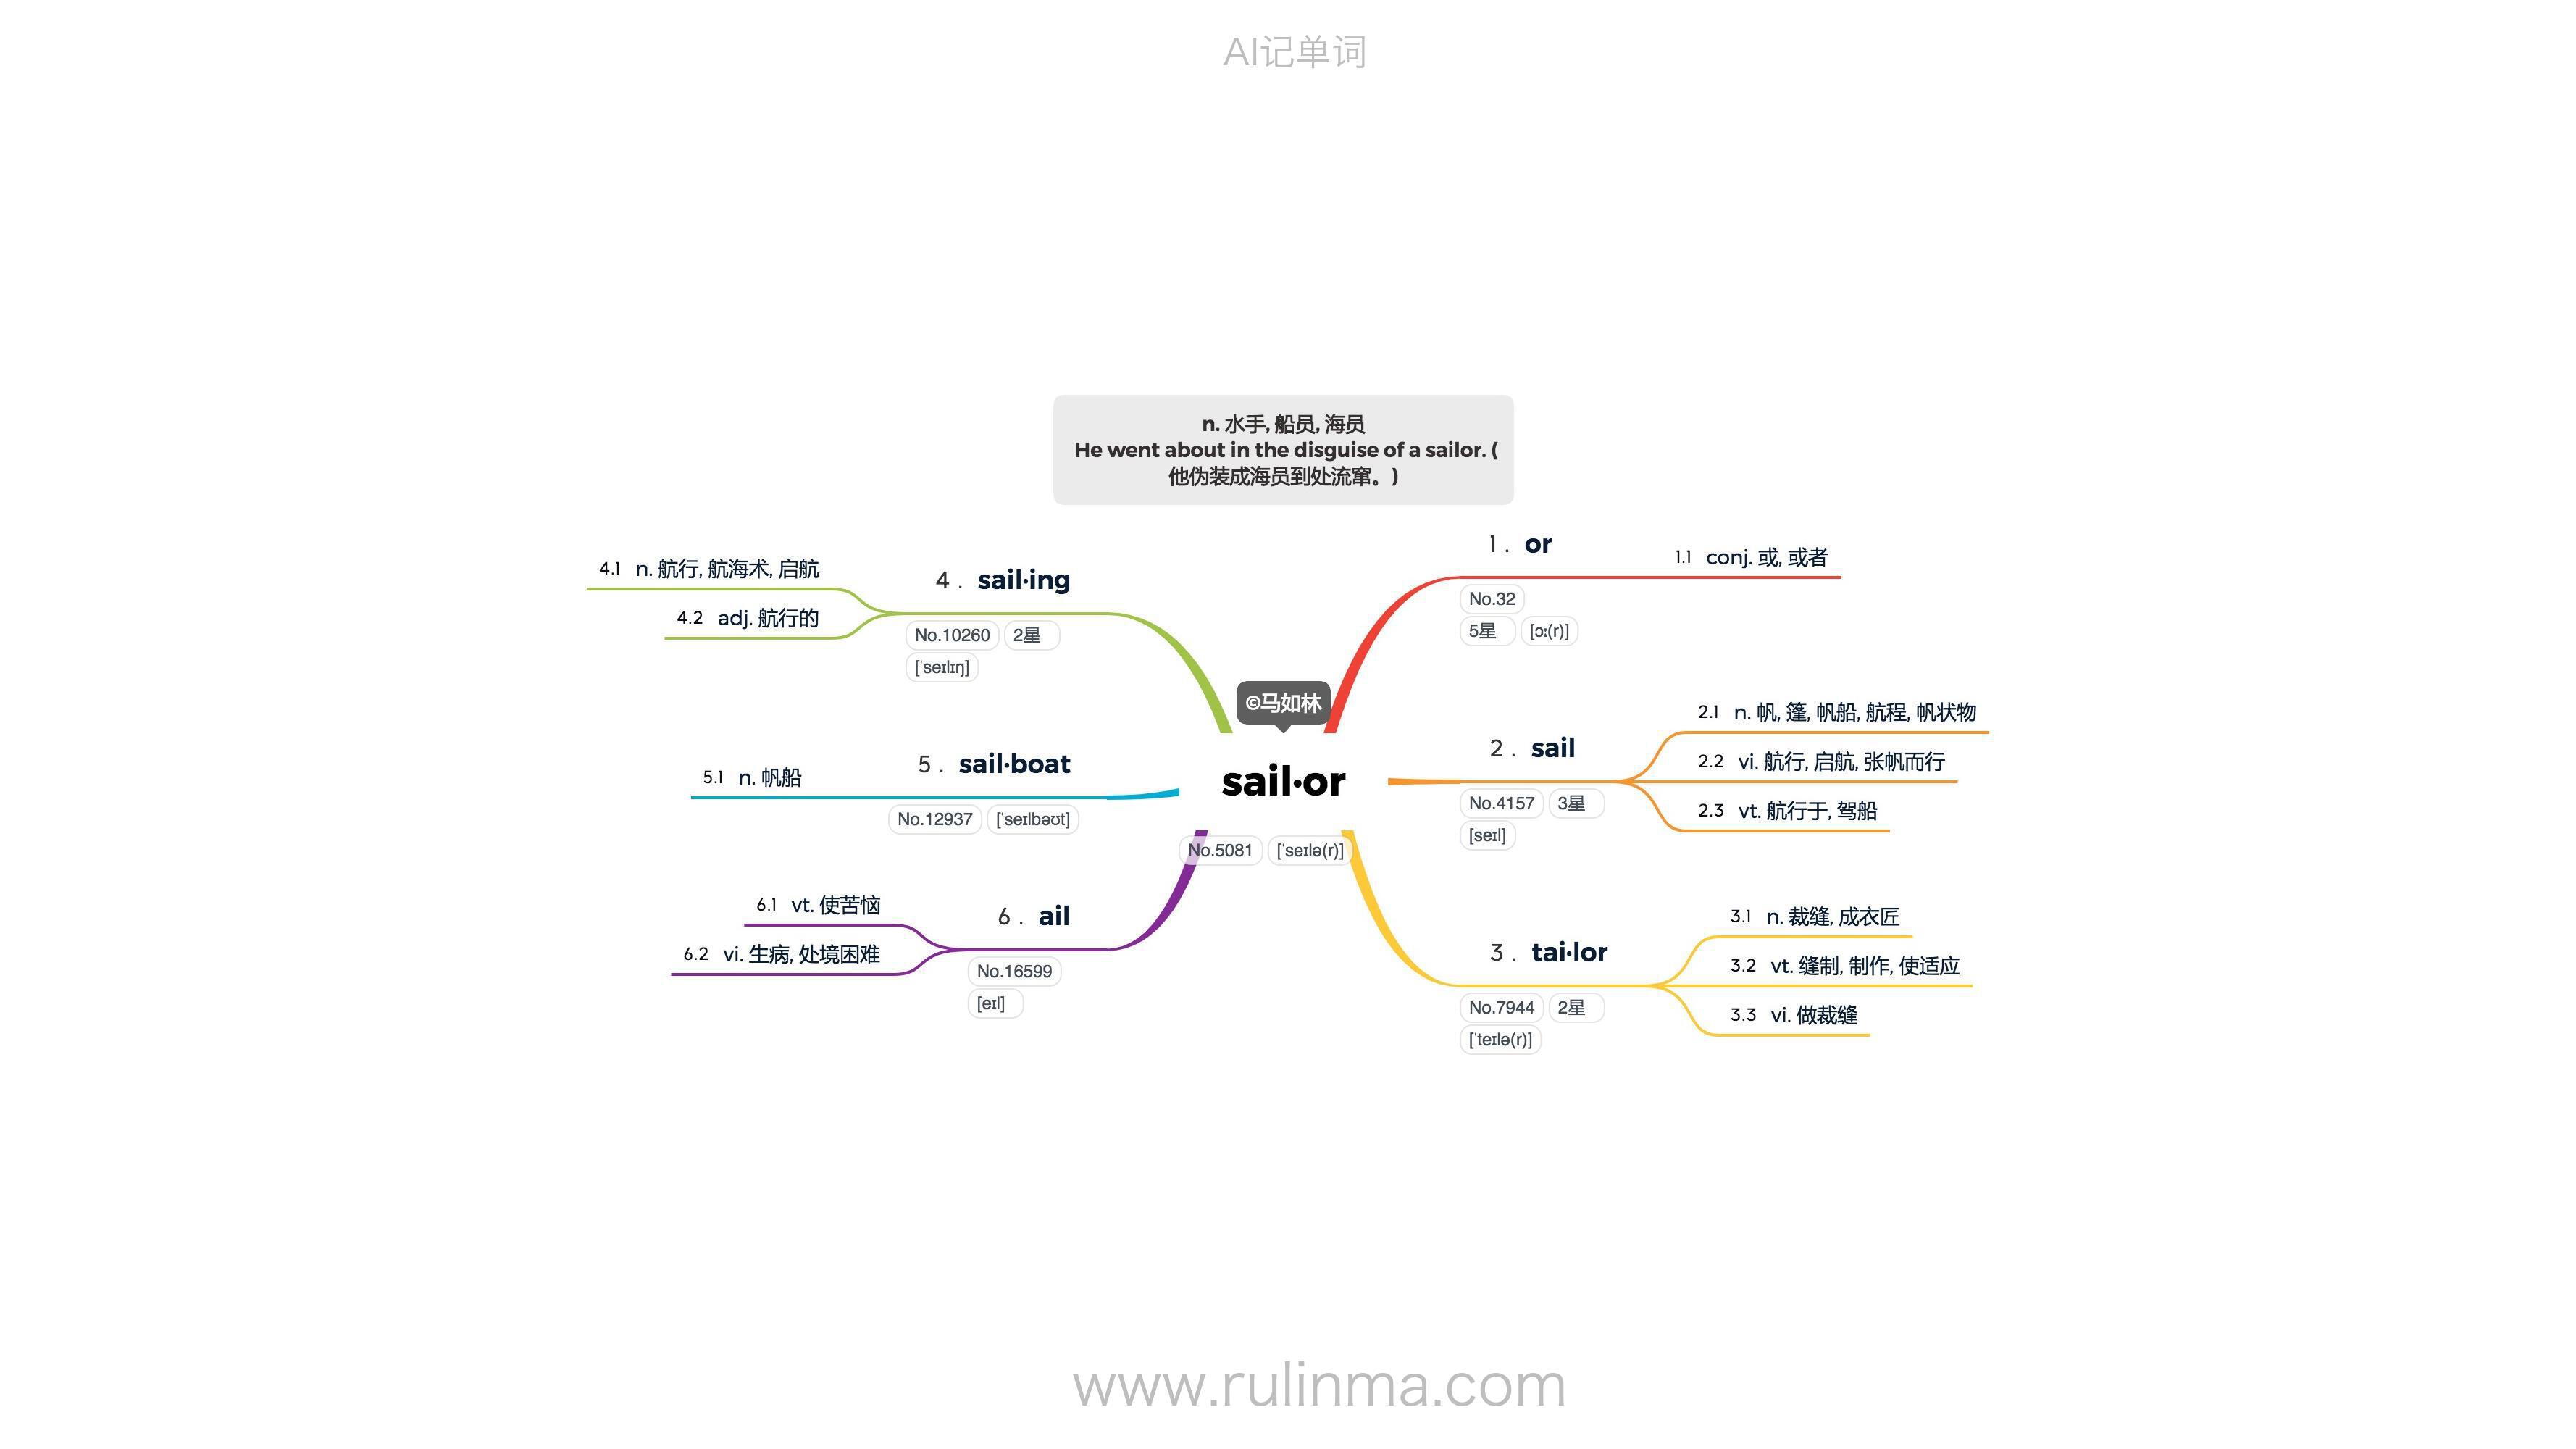 AI记单词
n. 水手, 船员, 海员
He went about in the disguise of a sailor. (
他伪装成海员到处流窜。)
©马如林
sail·or
No.5081 [ˈseɪlə(r)]
1 . or
No.32
5星 [ɔː(r)]
1.1 conj. 或, 或者
2 . sail
No.4157 3星
[seɪl]
2.1 n. 帆, 篷, 帆船, 航程, 帆状物
2.2 vi. 航行, 启航, 张帆而行
2.3 vt. 航行于, 驾船
3 . tai·lor
No.7944 2星
[ˈteɪlə(r)]
3.1 n. 裁缝, 成衣匠
3.2 vt. 缝制, 制作, 使适应
3.3 vi. 做裁缝
4 . sail·ing
No.10260 2星
[ˈseɪlɪŋ]
4.1 n. 航行, 航海术, 启航
4.2 adj. 航行的
5 . sail·boat
No.12937 [ˈseɪlbəʊt]
5.1 n. 帆船
6 . ail
No.16599
[eɪl]
6.1 vt. 使苦恼
6.2 vi. 生病, 处境困难
www.rulinma.com